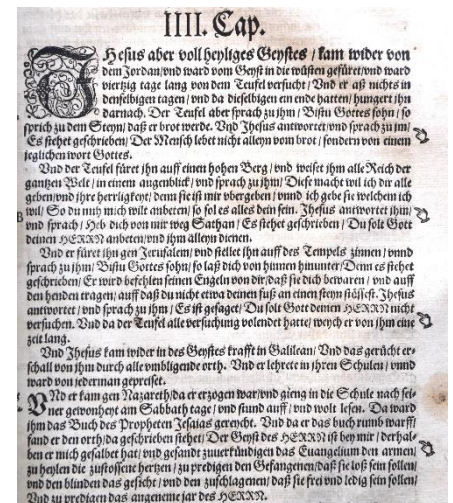 IIII. Cap.
JHesus aber voll heyliges Geystes / kam wider von
dem Jordan/vnd ward vom Geyst in die wüsten gefüret/vnd ward
viertzig tage lang von dem Teufel versucht / Vnd er aß nichts in
denselbigen tagen / vnd da dieselbigen ein ende hatten/ hungert ihn
darnach. Der Teufel aber sprach zu jhm / Bistu Gottes sohn / so
sprich zu dem Steyn/ daß er brot werde. Vnd Jhesus antwortet/vnd sprach zu jm/
Es stehet geschrieben/ Der Mensch lebet nicht alleyn vom brot / sondern von einem
jeglichen wort Gottes.
Vnd der Teufel füret jhn auff einen hohen Berg / vnd weiset jhm alle Reich der
gantzen Welt / in einem augenblick / vnd sprach zu jhm / Diese macht wil ich dir alle
geben/vnd jhre herrligkeyt/ denn sie ist mir vbergeben / vnnd ich gebe sie welchem ich
wil/ So du nuh mich wilt anbeten/ so sol es alles dein sein. Jhesus antwortet jhm/
B
vnd sprach / Heb dich von mir weg Sathan / Es stehet geschrieben / Du solt Gott
deinen HERRN anbeten/vnd jhm alleyn dienen.
Vnd er füret jhn gen Jerusalem/ vnd stellet jhn auff des Tempels zinnen / vnnd
sprach zu jhm/ Bistu Gottes sohn/ so laß dich von hinnen hinunter/ Denn es stehet
geschrieben/ Er wird befehlen seinen Engeln von dir/ daß sie dich bewaren / vnd auff
den henden tragen/ auff daß du nicht etwa deinen fuß an einen steyn stössest. Jhesus
antwortet / vnd sprach zu jhm / Es ist gesaget/ Du solt Gott deinen HERRN nicht
versuchen. Vnd da der Teufel alle versuchung volendet hatte/ weych er von jhm eine
zeit lang.
Vnd Jhesus kam wider in des Geystes krafft in Galilean/ Vnd das gerücht er-
schall von jhm durch alle vmbligende orth. Vnd er lehrete in jhren Schulen / vnnd
ward von jederman gepreiset.
VNd er kam gen Nazareth/da er erzogen war/vnd gieng in die Schule nach sei-
ner gewonheyt am Sabbath tage / vnd stund auff / vnd wolt lesen. Da ward
jhm das Buch des Propheten Jesaias gereycht. Vnd da er das buch rumb warff/
fand er den orth/ da geschrieben stehet / Der Geyst des HERRN ist bey mir / derhal-
ben er mich gesalbet hat/ vnd gesandt zuuerkündigen das Euangelium den armen/
zu heylen die zustossene hertzen / zu predigen den Gefangenen/daß sie loß sein sollen/
vnd den blinden das gesicht / vnd den zuschlagenen/ daß sie frei vnd ledig sein sollen/
Vnd zu predigen das angeneme jar des HERRN.